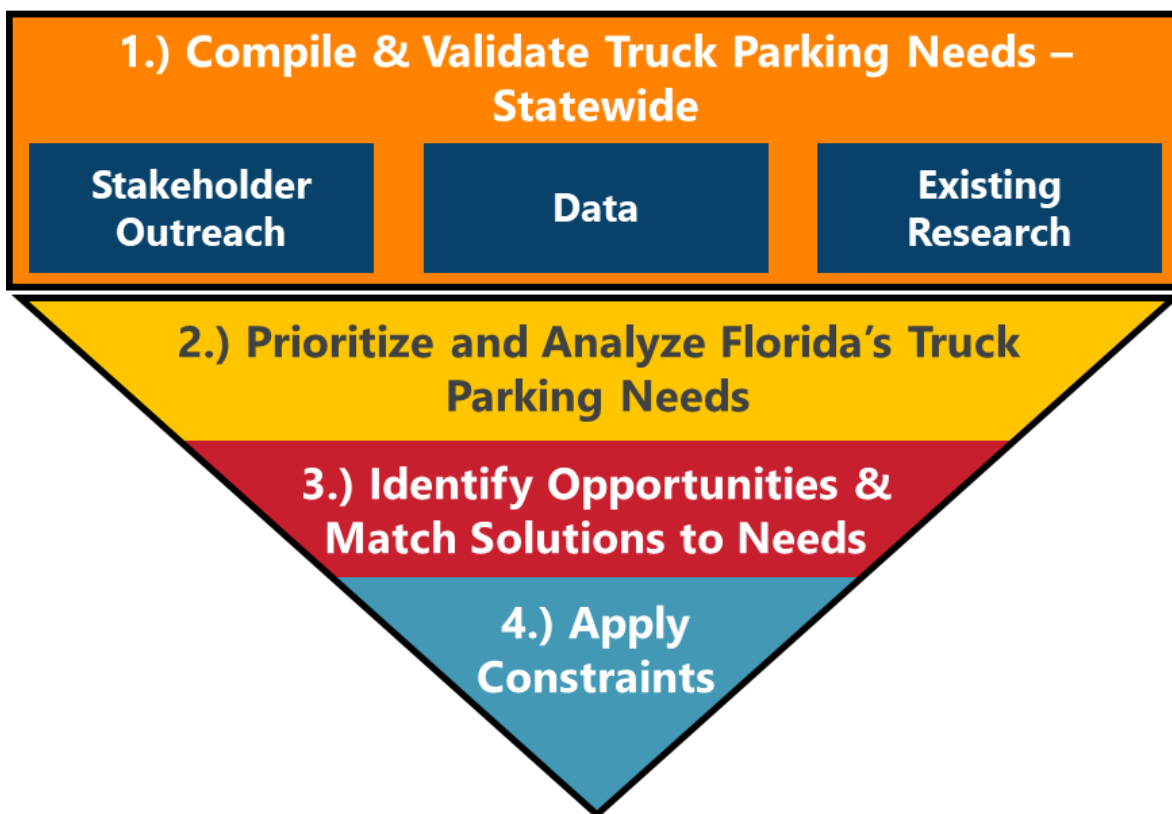 1.) Compile & Validate Truck Parking Needs –
Statewide
Stakeholder
Outreach
Data
Existing
Research
2.) Prioritize and Analyze Florida’s Truck
Parking Needs
3.) Identify Opportunities &
Match Solutions to Needs
4.) Apply
Constraints